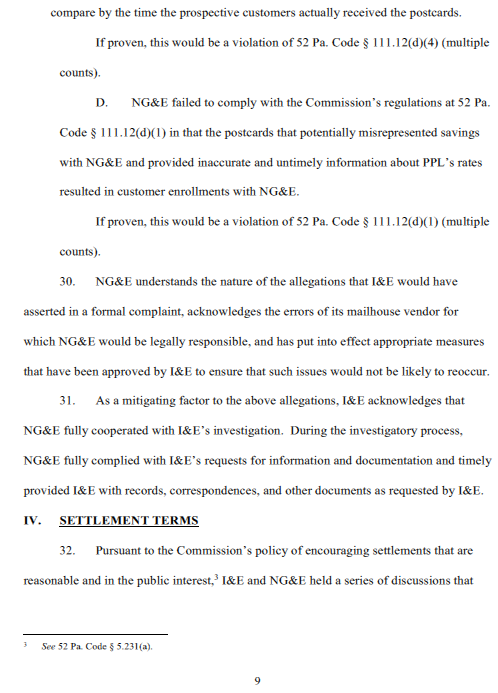 compare by the time the prospective customers actually received the postcards.
If proven, this would be a violation of 52 Pa. Code § 111.12(d)(4) (multiple
counts).
D. NG&E failed to comply with the Commission's regulations at 52 Pa.
Code § 111.12(d)(1) in that the postcards that potentially misrepresented savings
with NG&E and provided inaccurate and untimely information about PPL's rates
resulted in customer enrollments with NG&E.
If proven, this would be a violation of 52 Pa. Code § 111.12(d)(1) (multiple
counts).
30. NG&E understands the nature of the allegations that I&E would have
asserted in a formal complaint, acknowledges the errors of its mailhouse vendor for
which NG&E would be legally responsible, and has put into effect appropriate measures
that have been approved by I&E to ensure that such issues would not be likely to reoccur.
31. As a mitigating factor to the above allegations, I&E acknowledges that
NG&E fully cooperated with I&E's investigation. During the investigatory process,
NG&E fully complied with I&E's requests for information and documentation and timely
provided I&E with records, correspondences, and other documents as requested by I&E.
IV. SETTLEMENT TERMS
32. Pursuant to the Commission's policy of encouraging settlements that are
reasonable and in the public interest,3 I&E and NG&E held a series of discussions that
3 See 52 Pa. Code § 5.231(a).
9